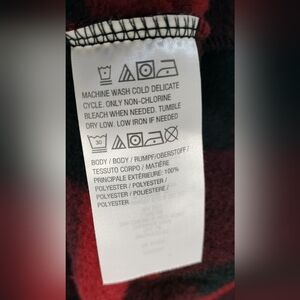 MACHINE WASH COLD DELICATE
CYCLE. ONLY NON-CHLORINE
BLEACH WHEN NEEDED. TUMBLE
DRY LOW. LOW IRON IF NEEDED
30
BODY / BODY / RUMPF/OBERSTOFF /
TESSUTO CORPO / MATIÈRE
PRINCIPALE EXTÉRIEURE: 100%
POLYESTER / POLYESTER /
POLYESTER / POLIESTERE /
POLYESTER